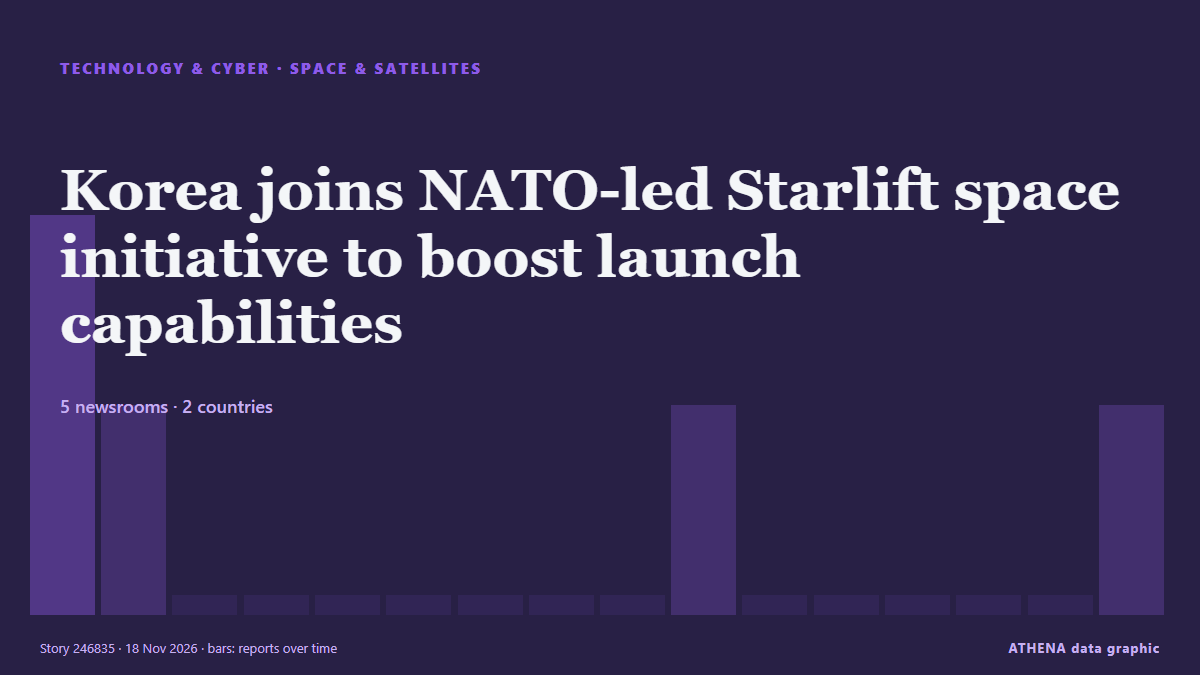 TECHNOLOGY & CYBER · SPACE & SATELLITES
Korea joins NATO-led Starlift space
initiative to boost launch
capabilities
5 newsrooms · 2 countries
Story 246835 · 18 Nov 2026 · bars: reports over time
ATHENA data graphic